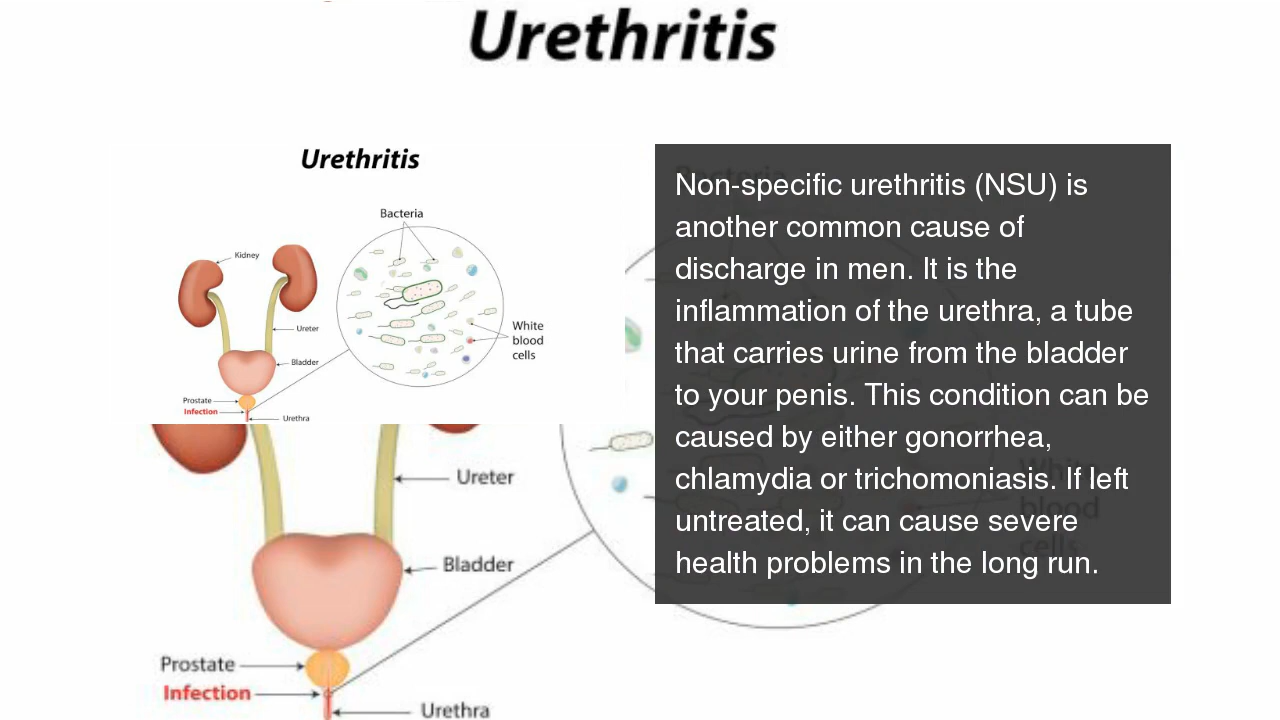 Urethritis
Urethritis
Bacteria
Kidney
White
blood
cells
Ureter
Bladder
Prostate
Infection
Urethra
Non-specific urethritis (NSU) is
another common cause of
discharge in men. It is the
inflammation of the urethra, a tube
that carries urine from the bladder
to your penis. This condition can be
caused by either gonorrhea,
chlamydia or trichomoniasis. If left
untreated, it can cause severe
health problems in the long run.
Ureter
Bladder
Prostate
Infection
Urethra
White
blood
cells